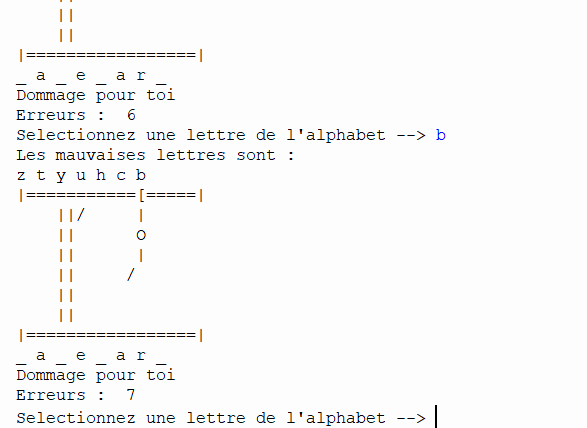 ||
||
|=================|
_ a _ e _ a r _
Dommage pour toi
Erreurs :  6
Selectionnez une lettre de l'alphabet --> b
Les mauvaises lettres sont :
z t y u h c b
|===========[=====|
    ||/     |
    ||      O
    ||      |
    ||     /
    ||
    ||
|=================|
_ a _ e _ a r _
Dommage pour toi
Erreurs :  7
Selectionnez une lettre de l'alphabet -->